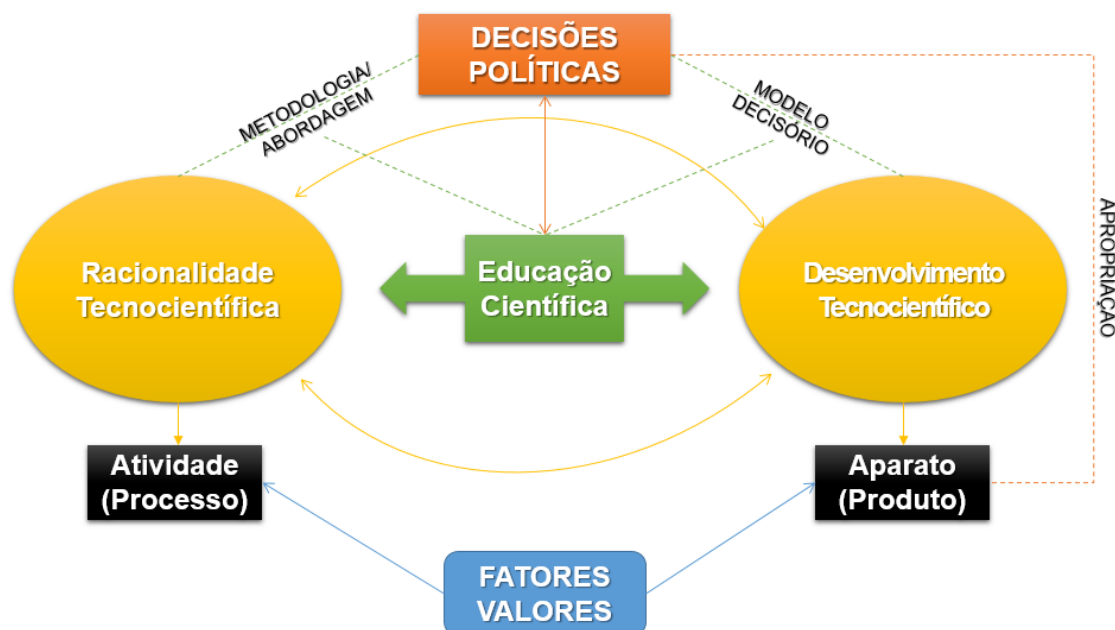 DECISÕES
POLÍTICAS
METODOLOGIA/
ABORDAGEM
MODELO
DECISÓRIO
Racionalidade
Tecnocientífica
Educação
Científica
Desenvolvimento
Tecnocientífico
APROPRIAÇÃO
Atividade
(Processo)
Aparato
(Produto)
FATORES
VALORES